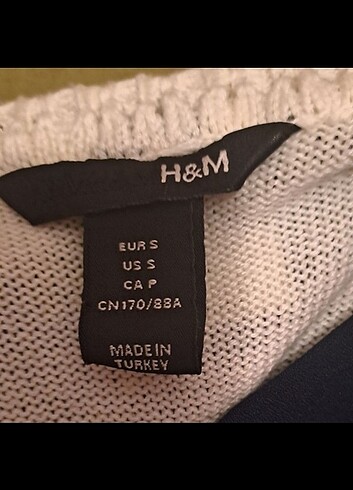 H&M
EUR S
US S
CA P
CN170/88A
MADE IN
TURKEY